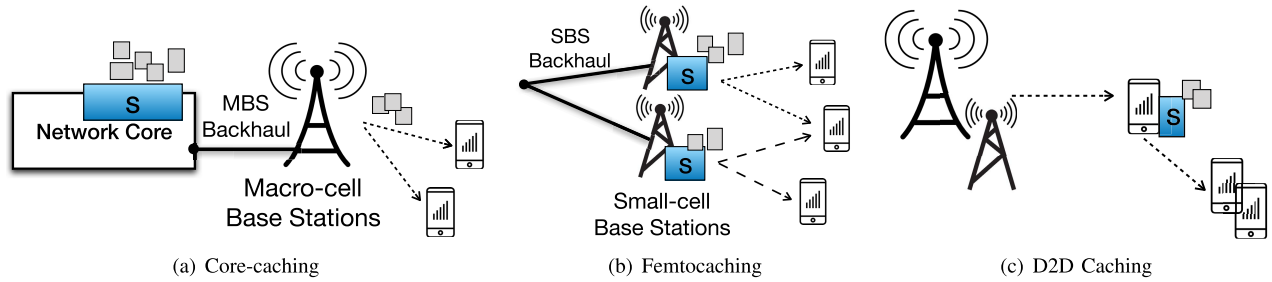 S
Network Core
MBS
Backhaul
Macro-cell
Base Stations
(a) Core-caching
SBS
Backhaul
S
S
Small-cell
Base Stations
(b) Femtocaching
S
(c) D2D Caching